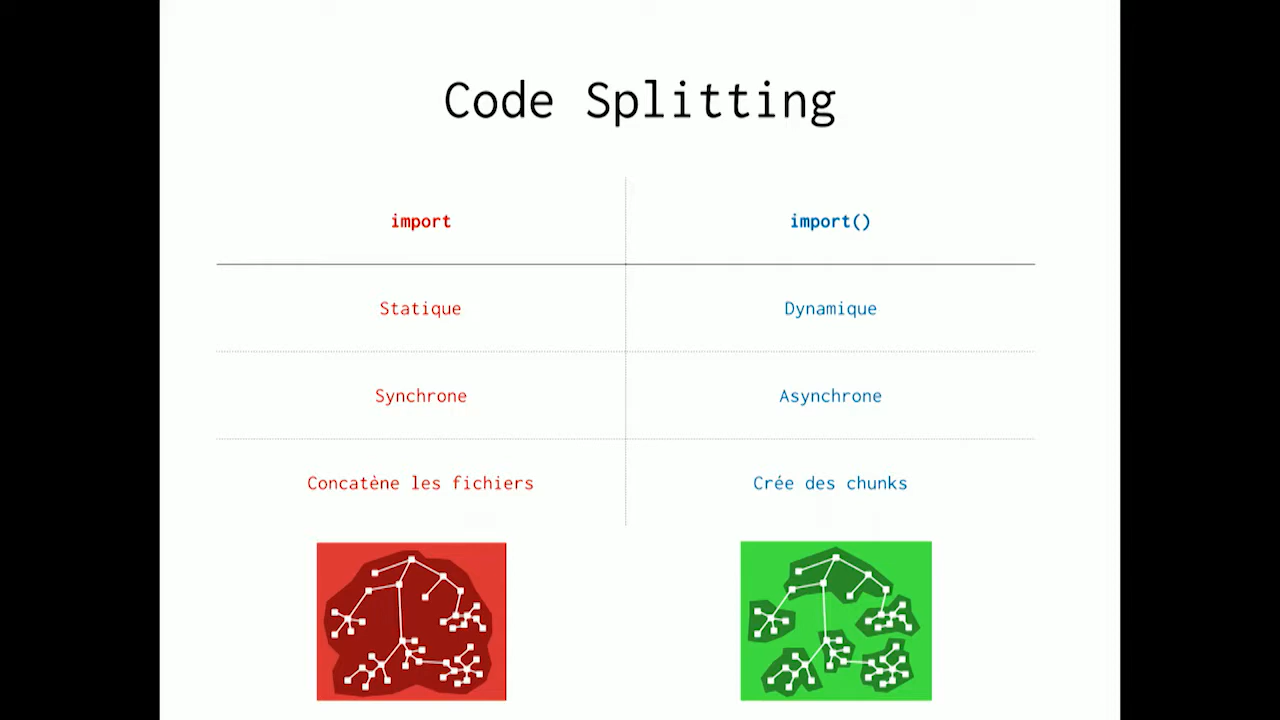 Code Splitting
import import()
Statique Dynamique
Synchrone Asynchrone
Concatène les fichiers Crée des chunks